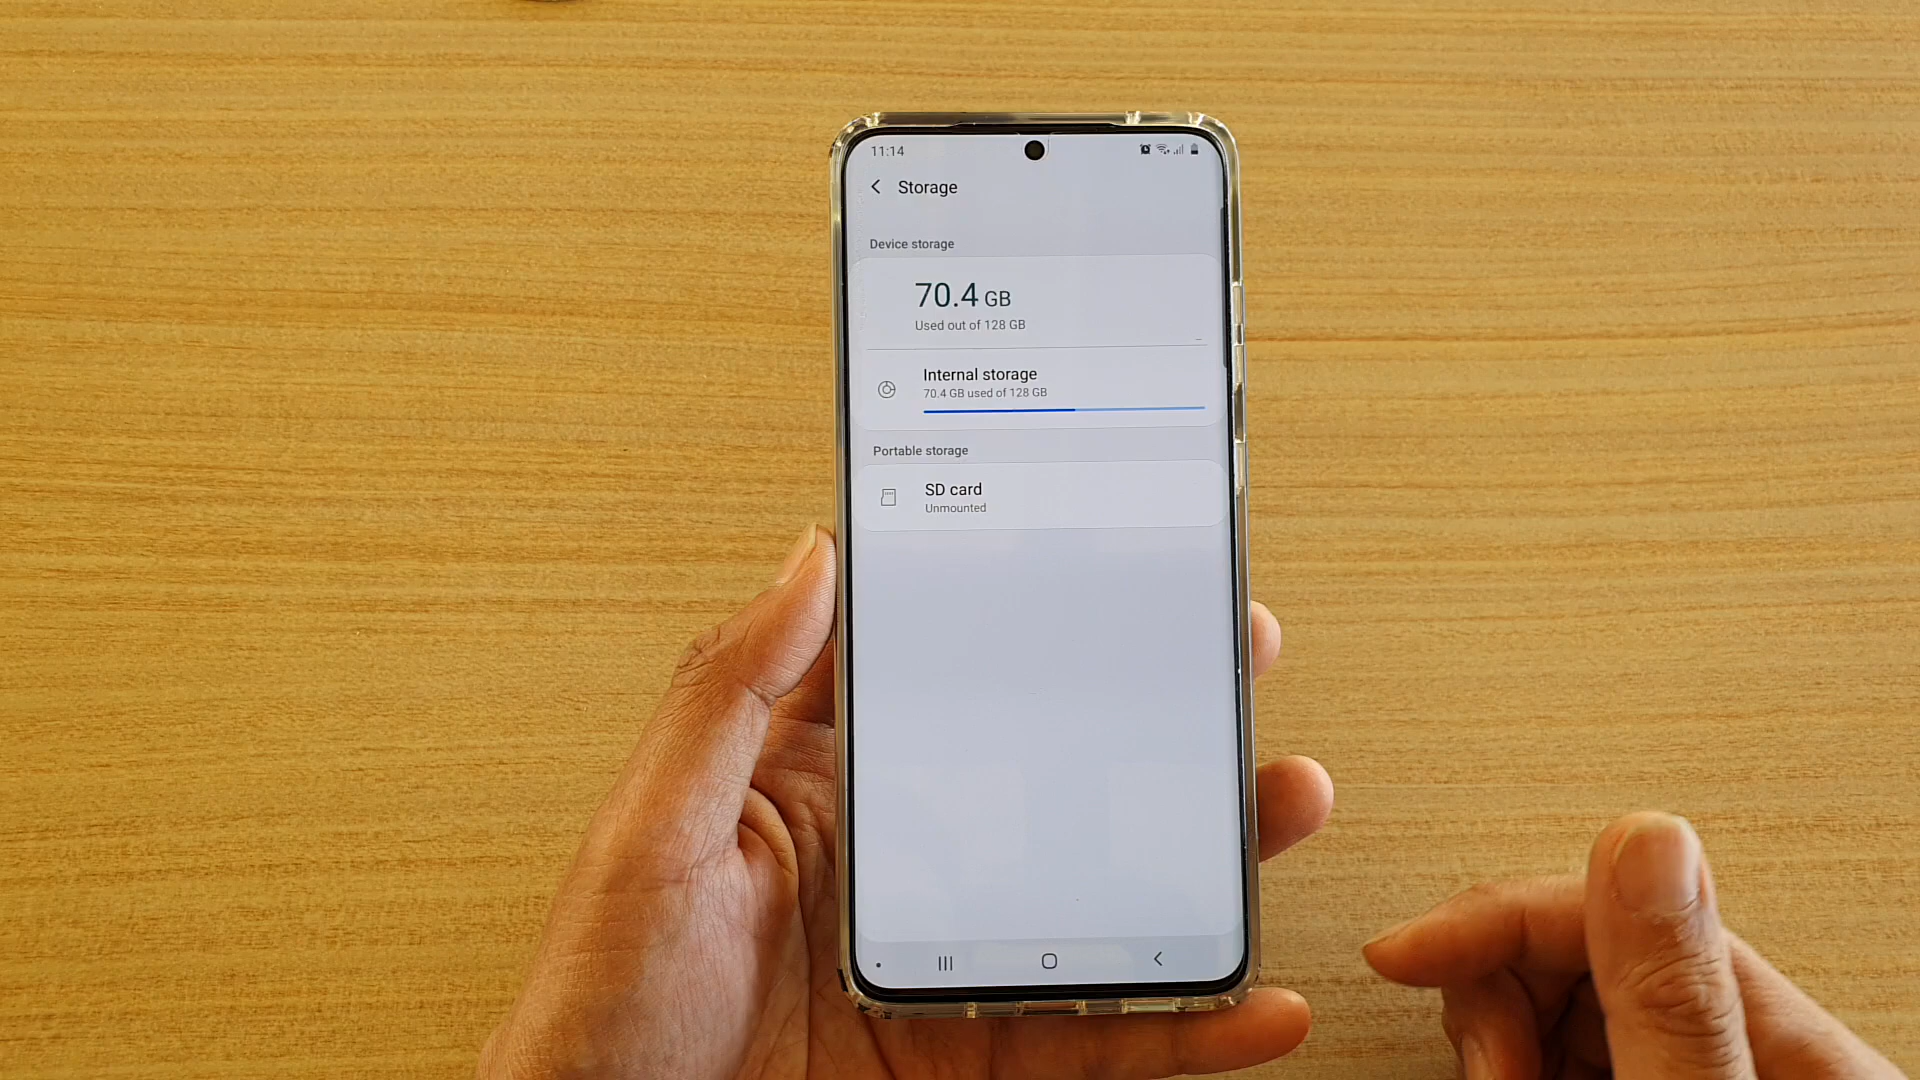 11:14
Storage
Device storage
70.4 GB
Used out of 128 GB
Internal storage
70.4 GB used of 128 GB
Portable storage
SD card
Unmounted